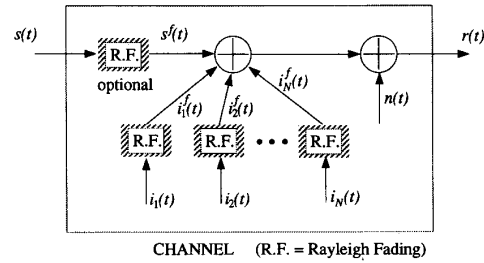 s(t)
R.F.
optional
s^f(t)
r(t)
i_1^f(t)
i_2^f(t)
i_N^f(t)
n(t)
R.F.
R.F.
• • •
R.F.
i_1(t)
i_2(t)
i_N(t)
CHANNEL (R.F. = Rayleigh Fading)